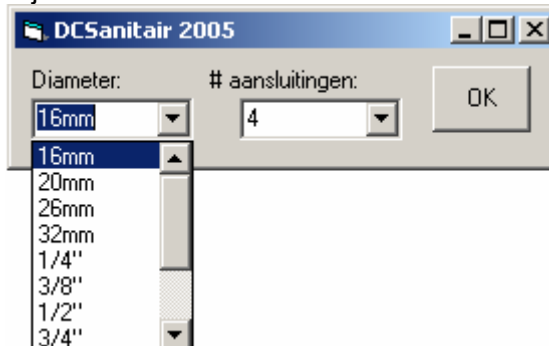 DCSanitair 2005
Diameter: # aansluitingen:
16mm 4 OK
16mm
20mm
26mm
32mm
1/4"
3/8"
1/2"
3/4"